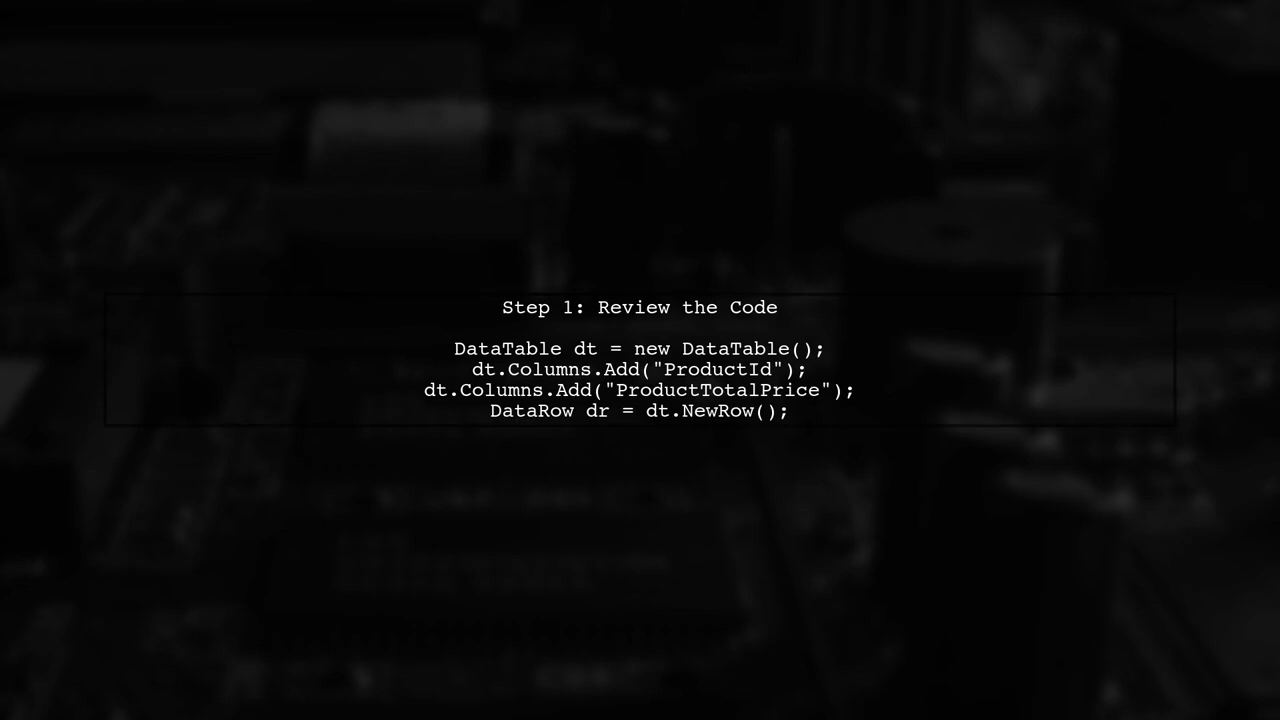 Step 1: Review the Code
DataTable dt = new DataTable();
dt.Columns.Add("ProductId");
dt.Columns.Add("ProductTotalPrice");
DataRow dr = dt.NewRow();